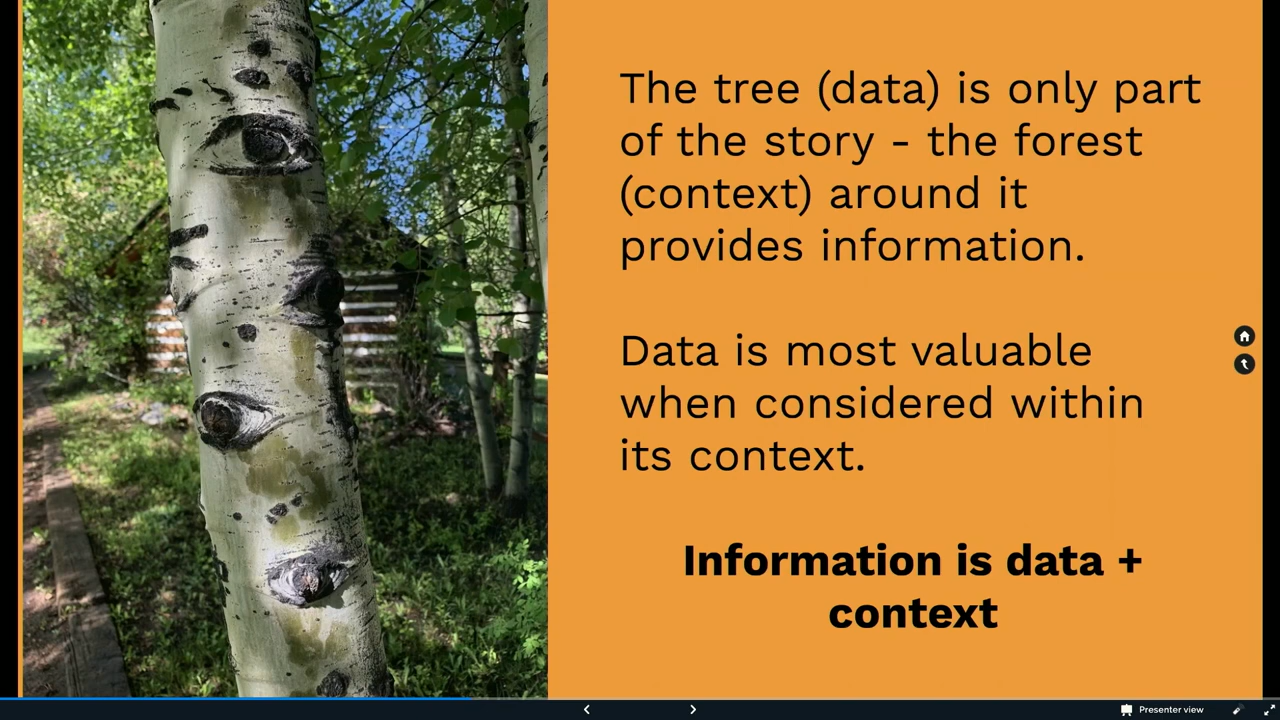 The tree (data) is only part
of the story - the forest
(context) around it
provides information.
Data is most valuable
when considered within
its context.
Information is data +
context
Presenter view